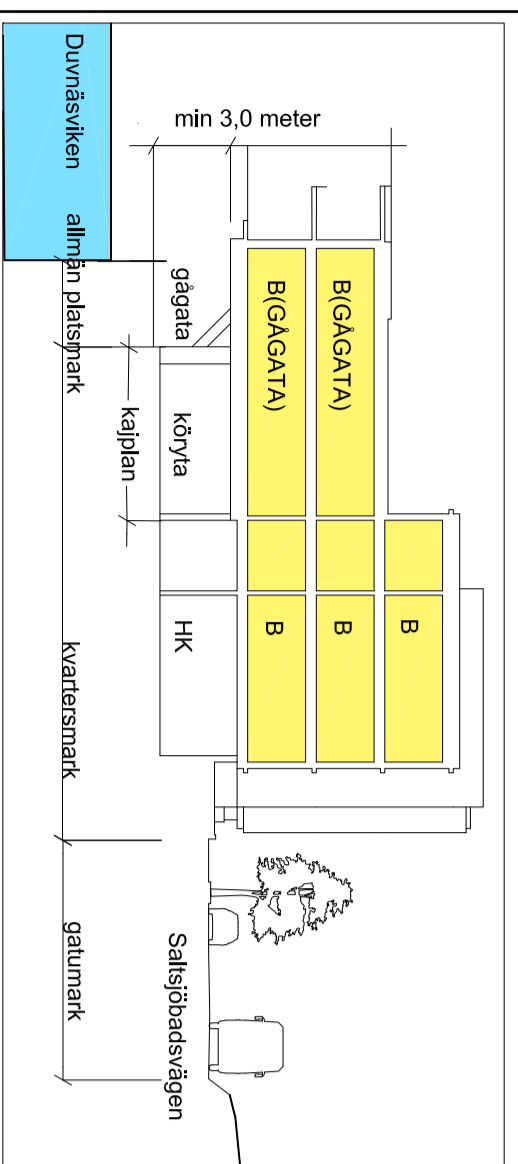 min 3,0 meter
B(GÅGATA)
B
B(GÅGATA)
B
B
gågata
köryta
HK
Saltsjöbadsvägen
kajplan
Duvnäsviken
allmän platsmark
kvartersmark
gatumark